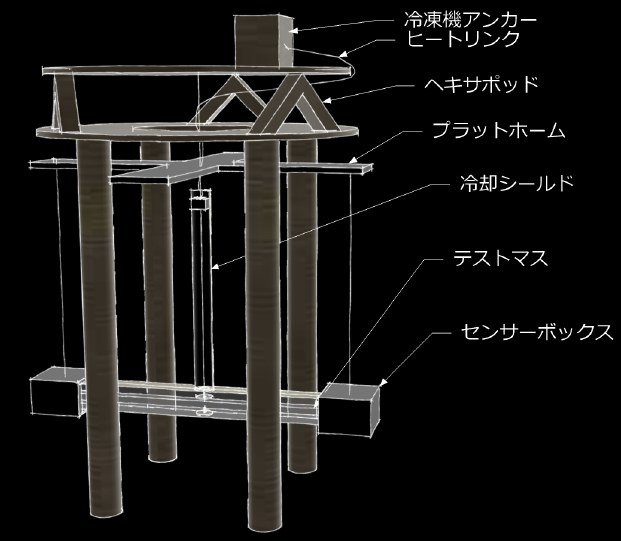 冷凍機アンカー
ヒートリンク
ヘキサポッド
プラットホーム
冷却シールド
テストマス
センサーボックス